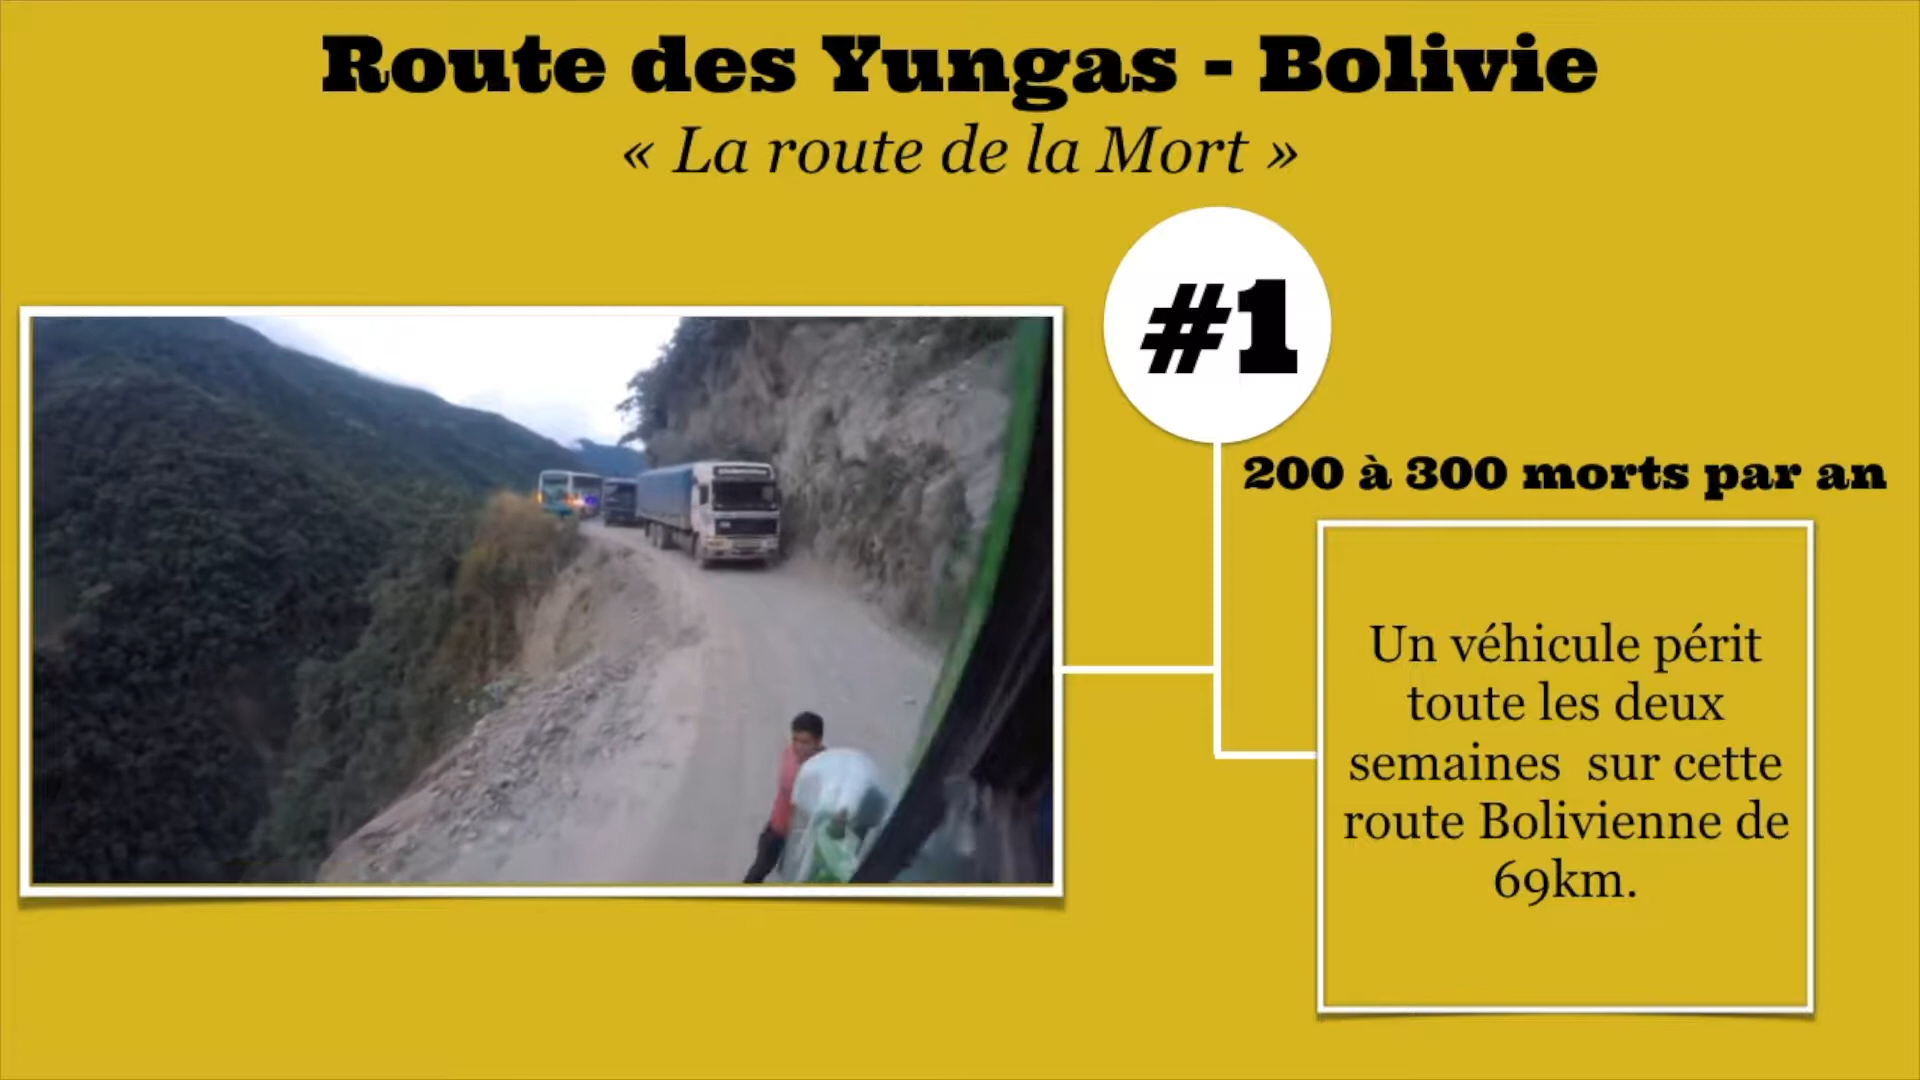 Route des Yungas - Bolivie
« La route de la Mort »
#1
200 à 300 morts par an
Un véhicule périt
toute les deux
semaines sur cette
route Bolivienne de
69km.